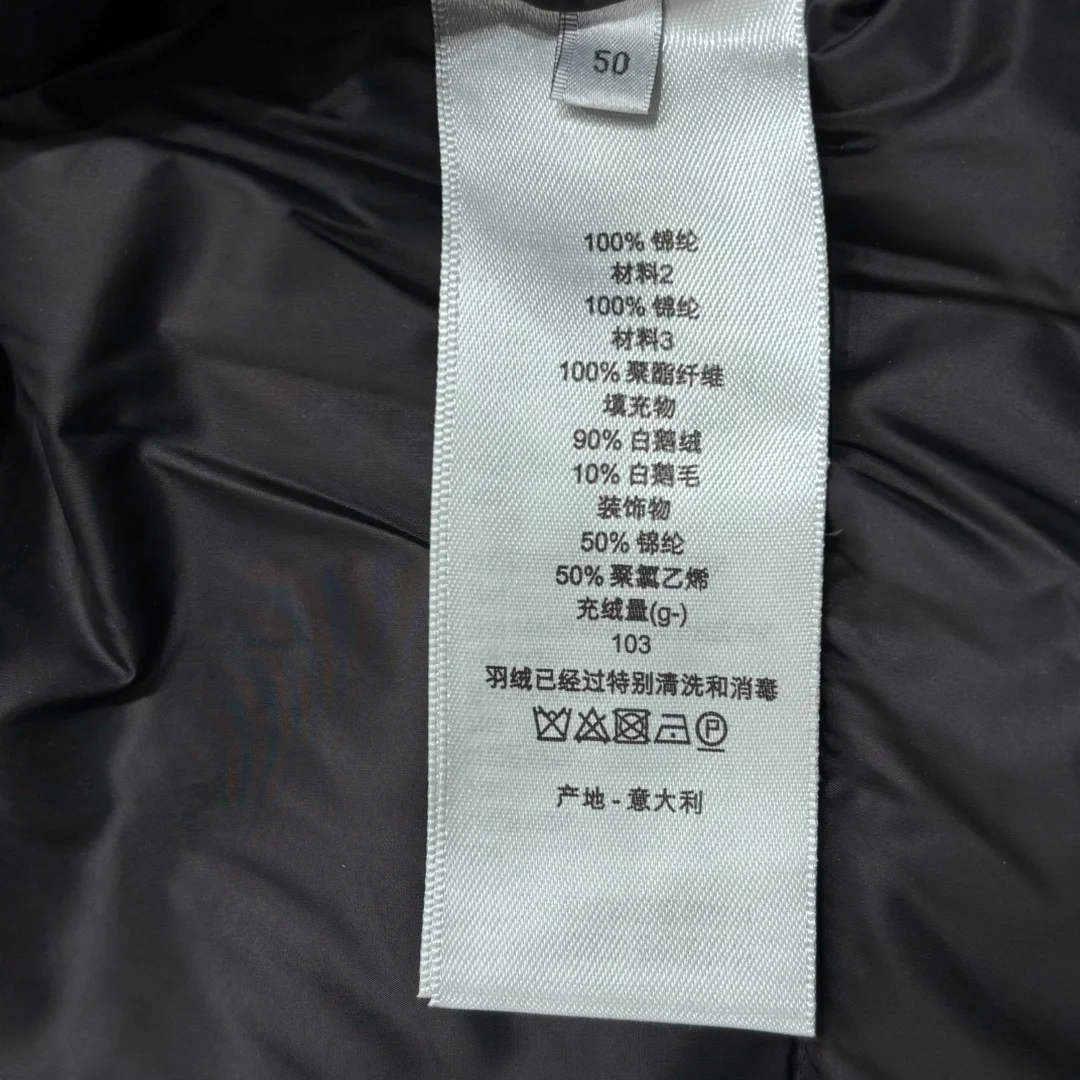 50
100% 锦纶
材料2
100% 锦纶
材料3
100% 聚酯纤维
填充物
90% 白鹅绒
10% 白鹅毛
装饰物
50% 锦纶
50% 聚氯乙烯
充绒量(g-)
103
羽绒已经过特别清洗和消毒
P
产地 - 意大利